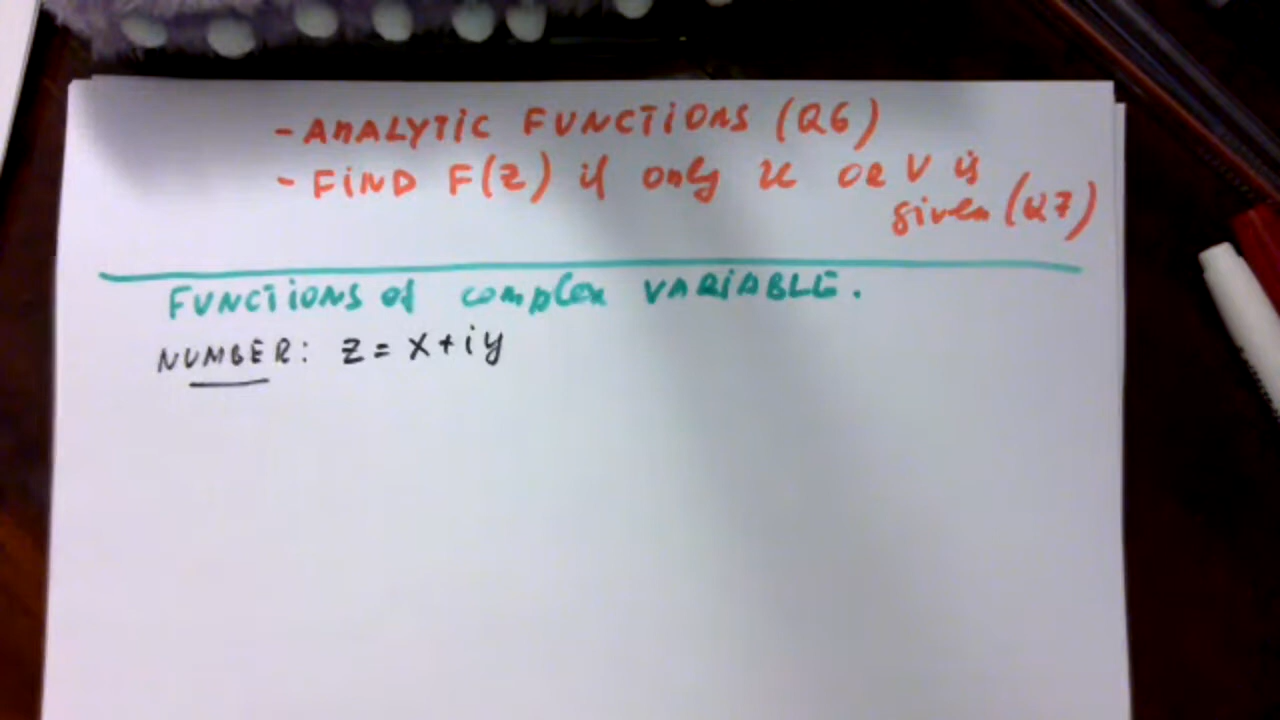 - ANALYTIC FUNCTIONS (Q6)
- FIND F(Z) if only u OR V is
given (Q7)
FUNCTIONS of complex VARIABLE.
NUMBER: z = x + iy